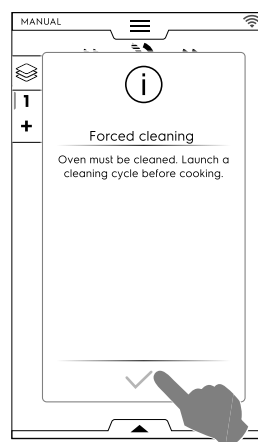 MANUAL
1
+
i
Forced cleaning
Oven must be cleaned. Launch a
cleaning cycle before cooking.